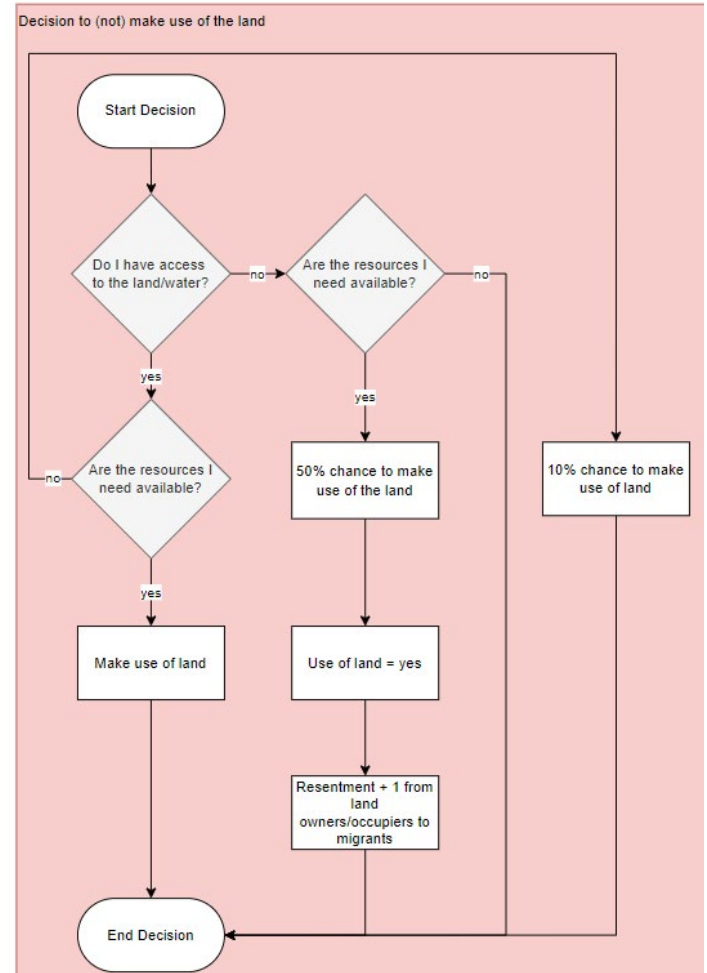 Decision to (not) make use of the land
Start Decision
Do I have access
to the land/water?
no
Are the resources I
need available?
no
yes
yes
Are the resources I
need available?
no
50% chance to make
use of the land
10% chance to make
use of land
yes
Make use of land
Use of land = yes
Resentment + 1 from
land
owners/occupiers to
migrants
End Decision